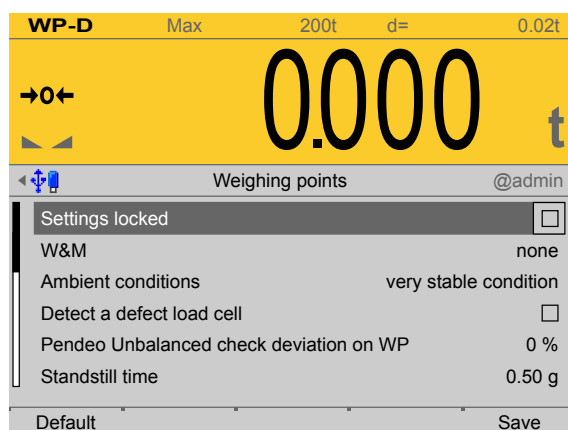 WP-D Max 200t d= 0.02t
→0←
0.000 t
Weighing points @admin
Settings locked
W&M none
Ambient conditions very stable condition
Detect a defect load cell
Pendeo Unbalanced check deviation on WP 0 %
Standstill time 0.50 g
Default Save